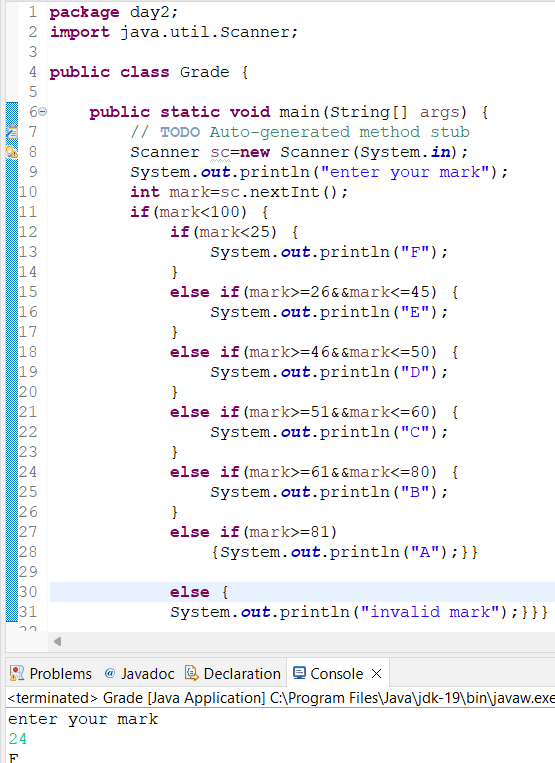 1 package day2;
2 import java.util.Scanner;
3
4 public class Grade {
5
6 public static void main(String[] args) {
7 // TODO Auto-generated method stub
8 Scanner sc=new Scanner(System.in);
9 System.out.println("enter your mark");
10 int mark=sc.nextInt();
11 if(mark<100) {
12 if(mark<25) {
13 System.out.println("F");
14 }
15 else if(mark>=26&&mark<=45) {
16 System.out.println("E");
17 }
18 else if(mark>=46&&mark<=50) {
19 System.out.println("D");
20 }
21 else if(mark>=51&&mark<=60) {
22 System.out.println("C");
23 }
24 else if(mark>=61&&mark<=80) {
25 System.out.println("B");
26 }
27 else if(mark>=81)
28 {System.out.println("A");}}
29
30 else {
31 System.out.println("invalid mark");}}}
Problems @ Javadoc Declaration Console
<terminated> Grade [Java Application] C:\Program Files\Java\jdk-19\bin\javaw.exe
enter your mark
24
F